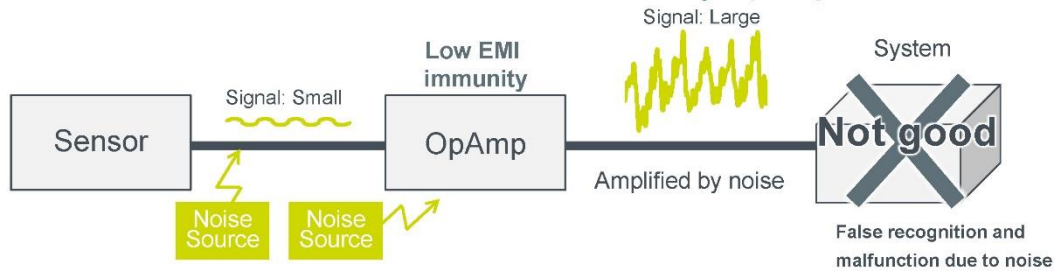 Signal: Large
System
Low EMI
immunity
Signal: Small
Sensor
OpAmp
Not good
Amplified by noise
Noise
Source
Noise
Source
False recognition and
malfunction due to noise